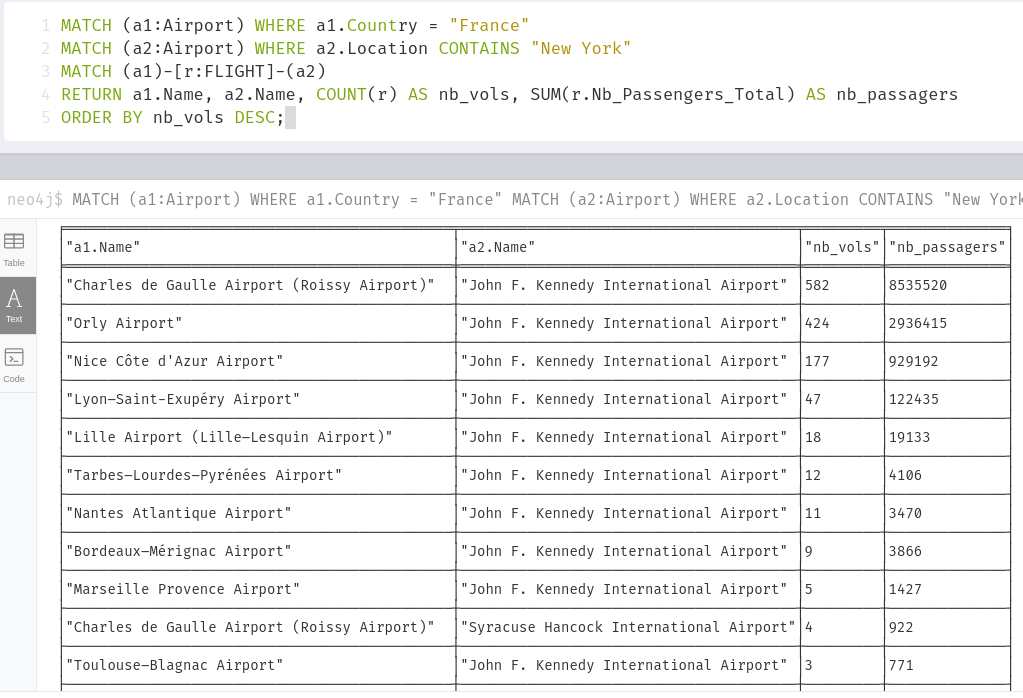 1 MATCH (a1:Airport) WHERE a1.Country = "France"
2 MATCH (a2:Airport) WHERE a2.Location CONTAINS "New York"
3 MATCH (a1)-[r:FLIGHT]-(a2)
4 RETURN a1.Name, a2.Name, COUNT(r) AS nb_vols, SUM(r.Nb_Passengers_Total) AS nb_passagers
5 ORDER BY nb_vols DESC;
neo4j$ MATCH (a1:Airport) WHERE a1.Country = "France" MATCH (a2:Airport) WHERE a2.Location CONTAINS "New York
Table
A
Text
Code
"a1.Name" "a2.Name" "nb_vols" "nb_passagers"
"Charles de Gaulle Airport (Roissy Airport)" "John F. Kennedy International Airport" 582 8535520
"Orly Airport" "John F. Kennedy International Airport" 424 2936415
"Nice Côte d'Azur Airport" "John F. Kennedy International Airport" 177 929192
"Lyon–Saint-Exupéry Airport" "John F. Kennedy International Airport" 47 122435
"Lille Airport (Lille–Lesquin Airport)" "John F. Kennedy International Airport" 18 19133
"Tarbes–Lourdes–Pyrénées Airport" "John F. Kennedy International Airport" 12 4106
"Nantes Atlantique Airport" "John F. Kennedy International Airport" 11 3470
"Bordeaux–Mérignac Airport" "John F. Kennedy International Airport" 9 3866
"Marseille Provence Airport" "John F. Kennedy International Airport" 5 1427
"Charles de Gaulle Airport (Roissy Airport)" "Syracuse Hancock International Airport" 4 922
"Toulouse–Blagnac Airport" "John F. Kennedy International Airport" 3 771